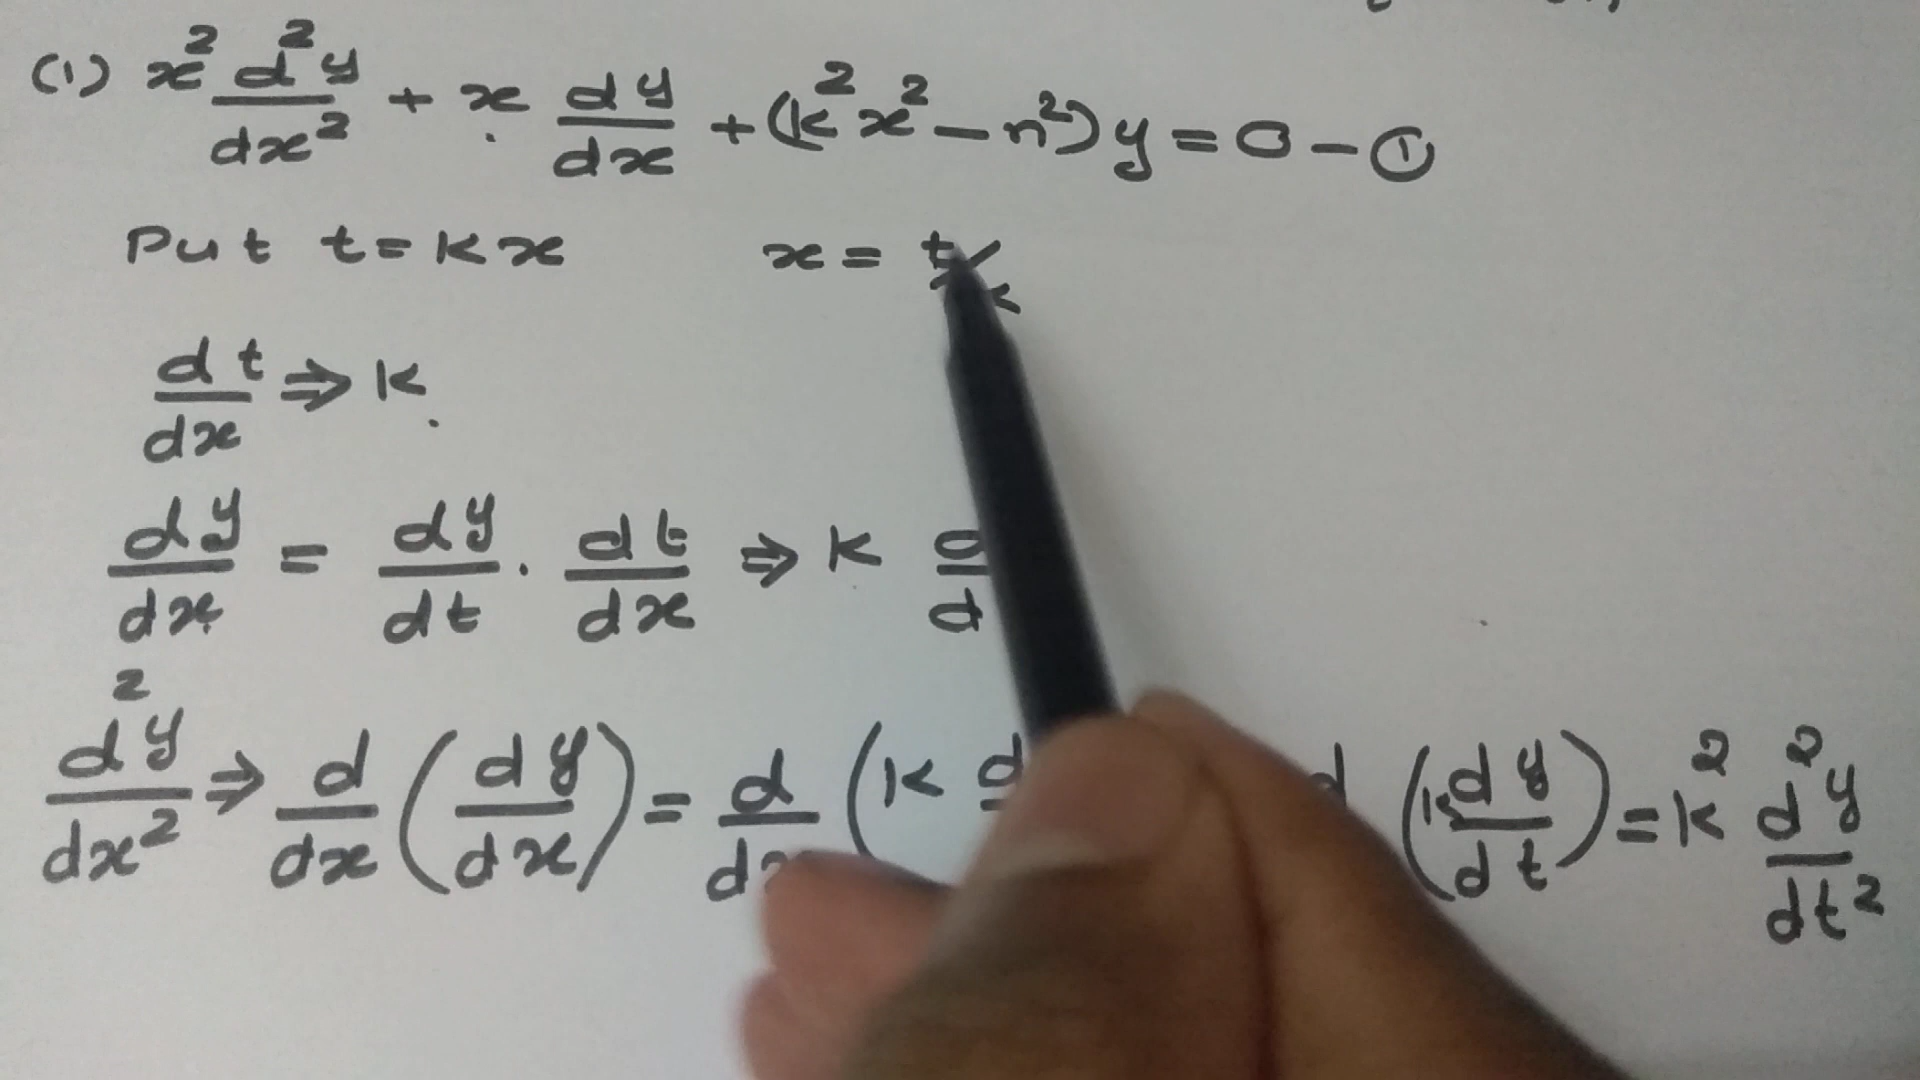 (1) x² d²y/dx² + x dy/dx + (k²x² - n²)y = 0 - ①
Put t = kx x = t/k
dt/dx ⇒ k
dy/dx = dy/dt · dt/dx ⇒ k
d²y/dx² ⇒ d/dx (dy/dx) = d/dx (k d (k dy/dt) = k² d²y/dt²